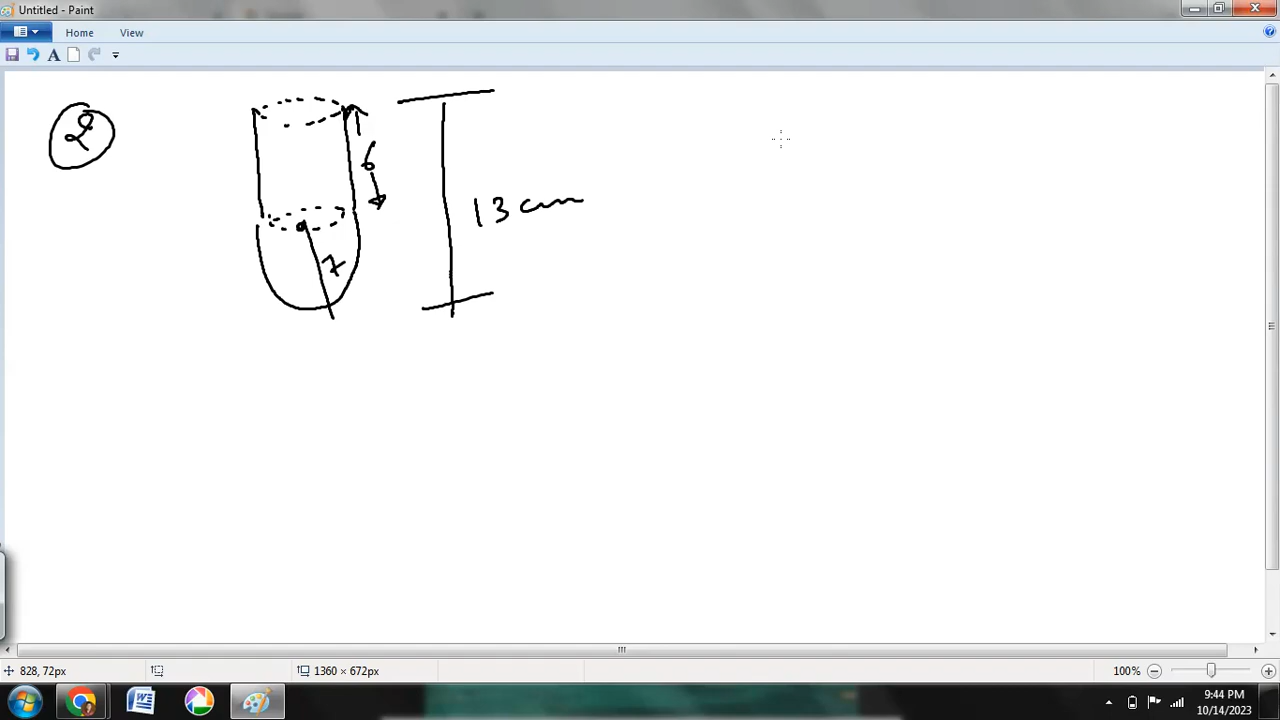 Untitled - Paint
Home View
A
2
6
13 cm
7
828, 72px
1360 × 672px
100%
9:44 PM
10/14/2023